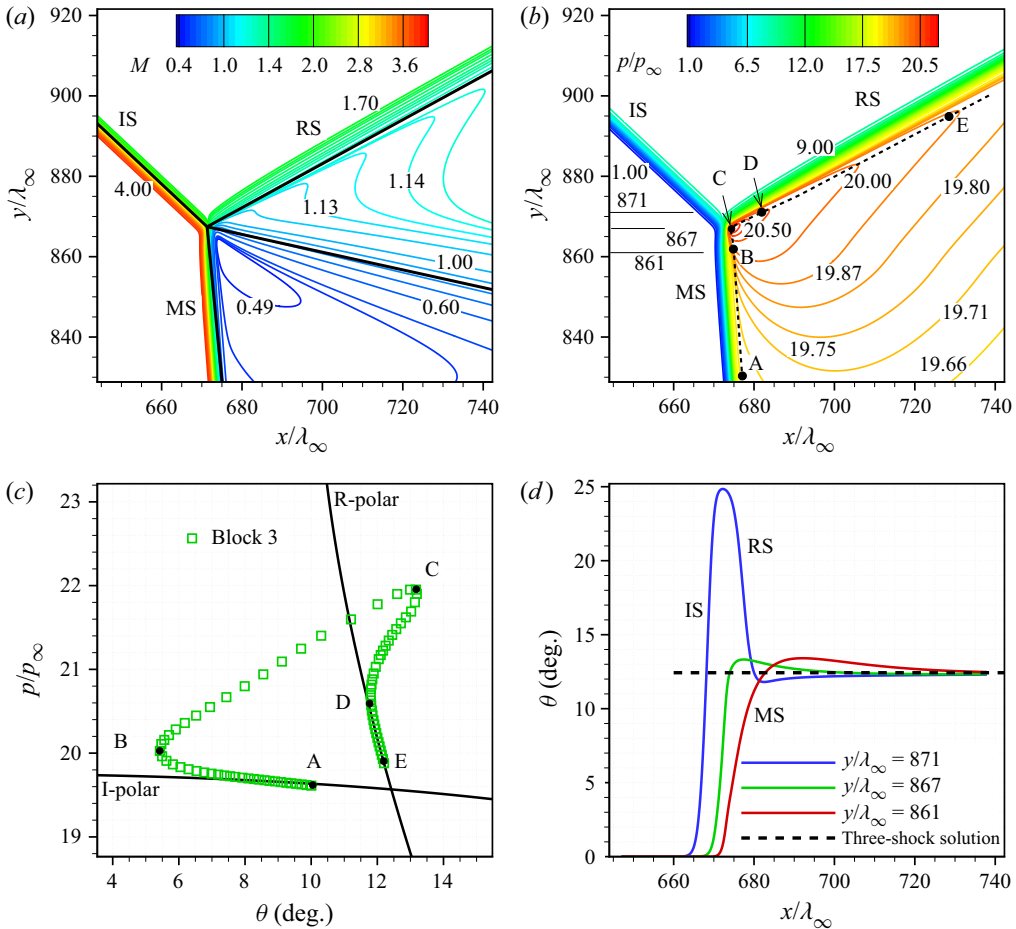 (a)
920
900
880
860
840
y/λ∞
M
0.4 1.0 1.4 2.0 2.8 3.6
IS
4.00
1.70
RS
1.14
1.13
1.00
0.60
0.49
MS
660 680 700 720 740
x/λ∞
(b)
920
900
880
860
840
y/λ∞
p/p∞
1.0 6.5 12.0 17.5 20.5
IS
1.00
RS
9.00
E
D
C
20.00
19.80
871
867
861
20.50
B
19.87
MS
19.71
19.75
19.66
A
660 680 700 720 740
x/λ∞
(c)
23
22
21
20
19
p/p∞
R-polar
Block 3
C
D
B
A
E
I-polar
4 6 8 10 12 14
θ (deg.)
(d)
25
20
15
10
5
0
θ (deg.)
RS
IS
MS
y/λ∞ = 871
y/λ∞ = 867
y/λ∞ = 861
Three-shock solution
660 680 700 720 740
x/λ∞